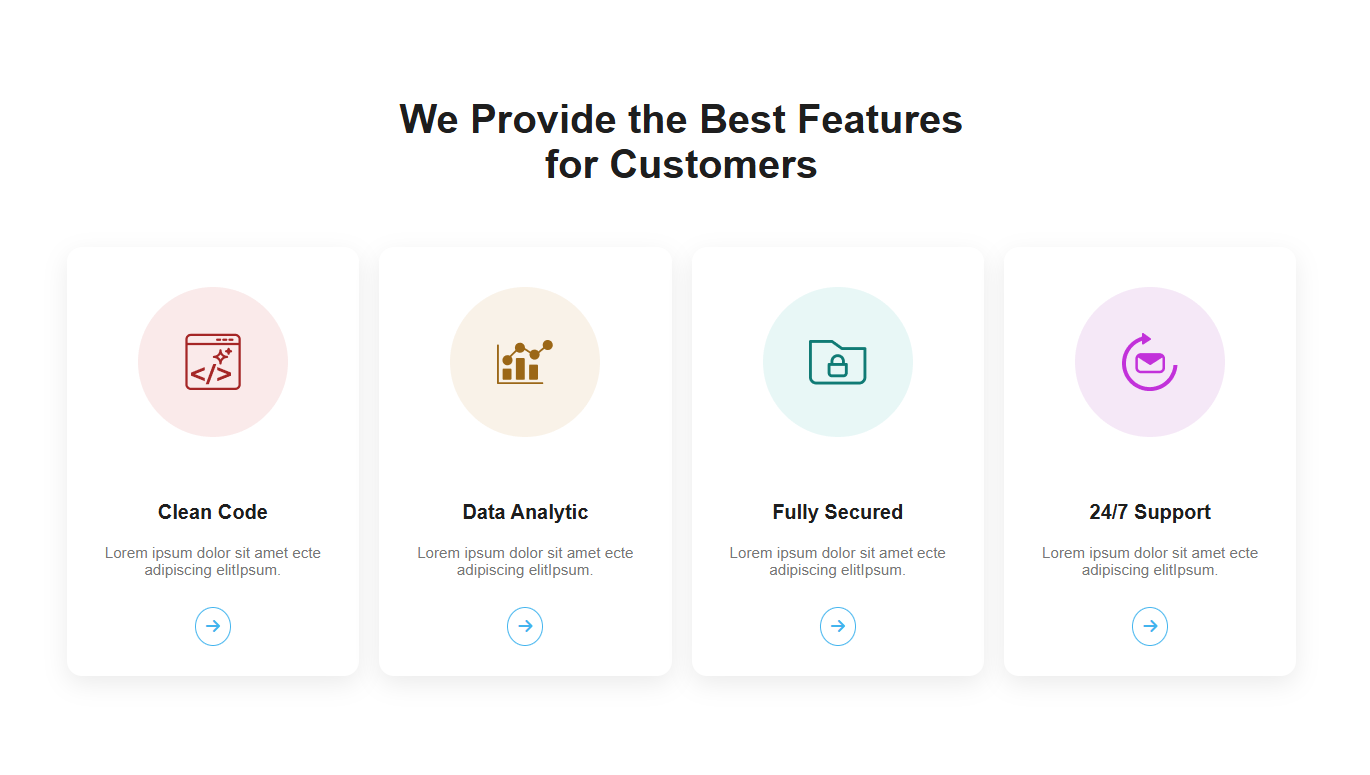 We Provide the Best Features
for Customers
</>
Clean Code
Lorem ipsum dolor sit amet ecte
adipiscing elitIpsum.
Data Analytic
Lorem ipsum dolor sit amet ecte
adipiscing elitIpsum.
Fully Secured
Lorem ipsum dolor sit amet ecte
adipiscing elitIpsum.
24/7 Support
Lorem ipsum dolor sit amet ecte
adipiscing elitIpsum.